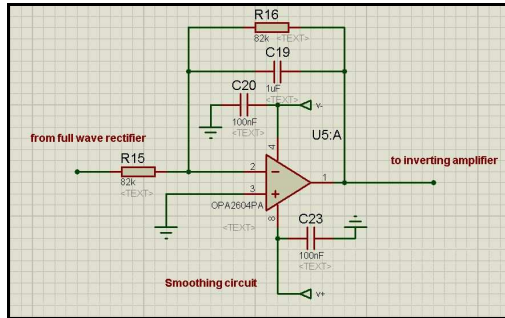 R16
82k
<TEXT>
C19
1uF
<TEXT>
C20
100nF
<TEXT>
v-
U5:A
from full wave rectifier
to inverting amplifier
R15
82k
<TEXT>
4
2
3
1
8
OPA2604PA
<TEXT>
C23
100nF
<TEXT>
Smoothing circuit
v+